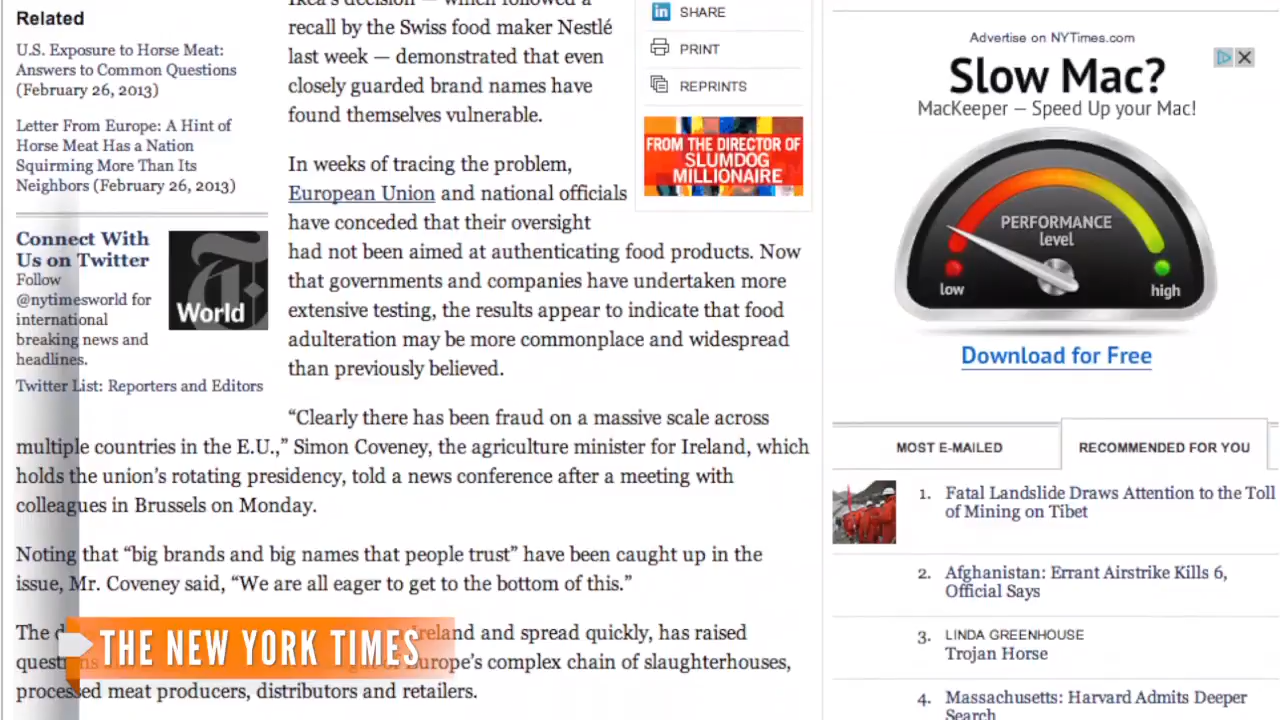 Related
U.S. Exposure to Horse Meat:
Answers to Common Questions
(February 26, 2013)
Letter From Europe: A Hint of
Horse Meat Has a Nation
Squirming More Than Its
Neighbors (February 26, 2013)
Connect With
Us on Twitter
Follow
@nytimesworld for
international
breaking news and
headlines.
World
Twitter List: Reporters and Editors
recall by the Swiss food maker Nestlé
last week — demonstrated that even
closely guarded brand names have
found themselves vulnerable.
In weeks of tracing the problem,
European Union and national officials
have conceded that their oversight
had not been aimed at authenticating food products. Now
that governments and companies have undertaken more
extensive testing, the results appear to indicate that food
adulteration may be more commonplace and widespread
than previously believed.
“Clearly there has been fraud on a massive scale across
multiple countries in the E.U.,” Simon Coveney, the agriculture minister for Ireland, which
holds the union’s rotating presidency, told a news conference after a meeting with
colleagues in Brussels on Monday.
Noting that “big brands and big names that people trust” have been caught up in the
issue, Mr. Coveney said, “We are all eager to get to the bottom of this.”
The Ireland and spread quickly, has raised
Europe’s complex chain of slaughterhouses,
processed meat producers, distributors and retailers.
THE NEW YORK TIMES
in SHARE
PRINT
REPRINTS
FROM THE DIRECTOR OF
SLUMDOG
MILLIONAIRE
Advertise on NYTimes.com
Slow Mac?
MacKeeper – Speed Up your Mac!
PERFORMANCE
level
low high
Download for Free
MOST E-MAILED RECOMMENDED FOR YOU
1. Fatal Landslide Draws Attention to the Toll
of Mining on Tibet
2. Afghanistan: Errant Airstrike Kills 6,
Official Says
3. LINDA GREENHOUSE
Trojan Horse
4. Massachusetts: Harvard Admits Deeper
Search